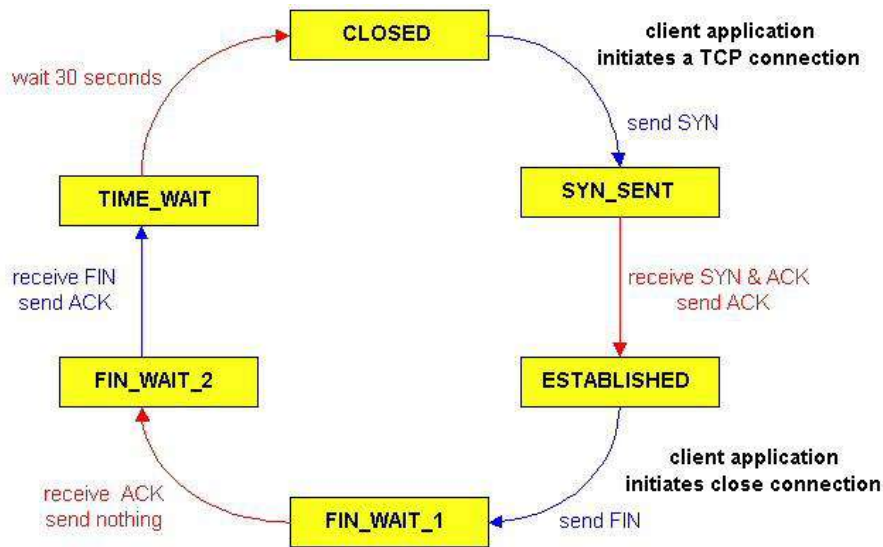 CLOSED
client application
initiates a TCP connection
wait 30 seconds
send SYN
TIME_WAIT
SYN_SENT
receive FIN
send ACK
receive SYN & ACK
send ACK
FIN_WAIT_2
ESTABLISHED
client application
initiates close connection
receive ACK
send nothing
FIN_WAIT_1
send FIN